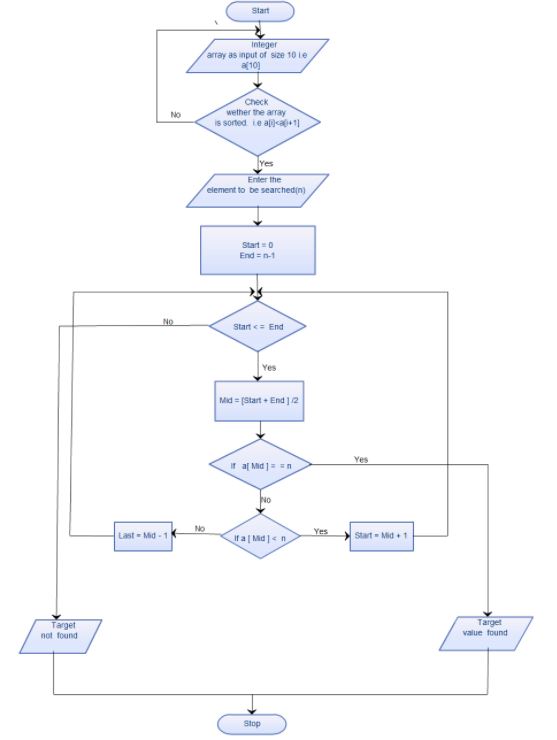 Start
Integer
array as input of size 10 i.e
a[10]
Check
wether the array
is sorted. i.e a[i]<a[i+1]
No
Yes
Enter the
element to be searched(n)
Start = 0
End = n-1
Start < = End
No
Yes
Mid = [Start + End ] /2
If a[ Mid ] = = n
Yes
No
If a [ Mid ] < n
No
Yes
Last = Mid - 1
Start = Mid + 1
Target
not found
Target
value found
Stop